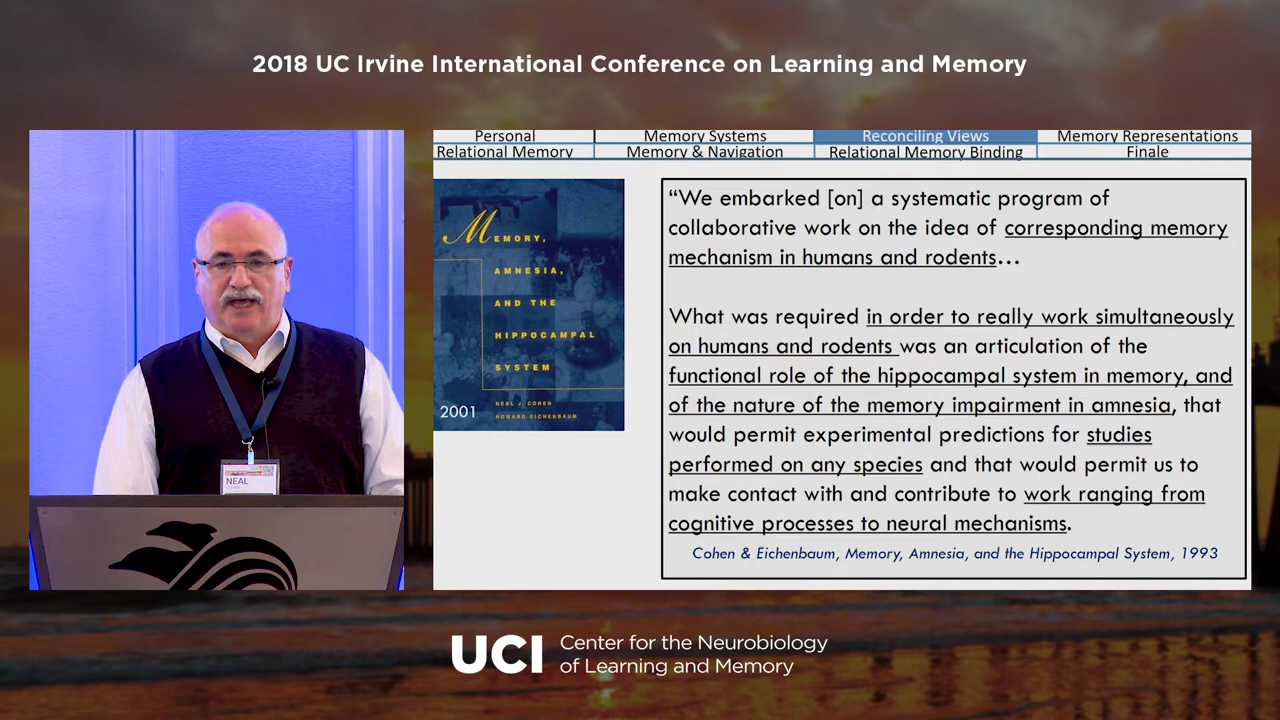 2018 UC Irvine International Conference on Learning and Memory
Personal
Memory Systems
Reconciling Views
Memory Representations
Relational Memory
Memory & Navigation
Relational Memory Binding
Finale
MEMORY,
AMNESIA,
AND THE
HIPPOCAMPAL
SYSTEM
NEAL J. COHEN
HOWARD EICHENBAUM
2001
“We embarked [on] a systematic program of
collaborative work on the idea of corresponding memory
mechanism in humans and rodents…
What was required in order to really work simultaneously
on humans and rodents was an articulation of the
functional role of the hippocampal system in memory, and
of the nature of the memory impairment in amnesia, that
would permit experimental predictions for studies
performed on any species and that would permit us to
make contact with and contribute to work ranging from
cognitive processes to neural mechanisms.
Cohen & Eichenbaum, Memory, Amnesia, and the Hippocampal System, 1993
NEAL
UCI
Center for the Neurobiology
of Learning and Memory